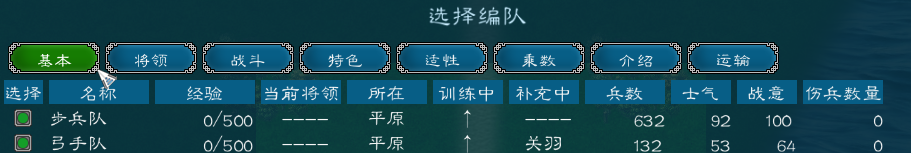 选择编队
基本 将领 战斗 特色 适性 乘数 介绍 运输
选择 名称 经验 当前将领 所在 训练中 补充中 兵数 士气 战意 伤兵数量
步兵队 0/500 ---- 平原 ↑ ---- 632 92 100 0
弓手队 0/500 ---- 平原 ↑ 关羽 132 53 64 0